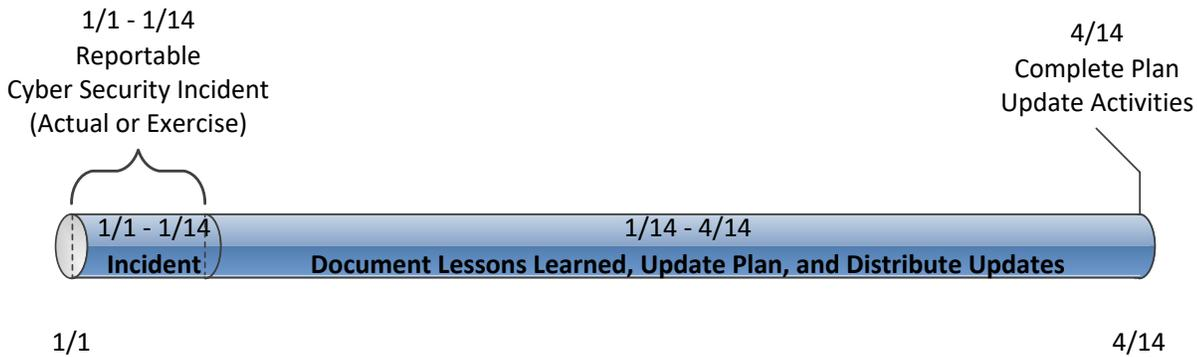 1/1 - 1/14
Reportable
Cyber Security Incident
(Actual or Exercise)
4/14
Complete Plan
Update Activities
1/1 - 1/14
Incident
1/14 - 4/14
Document Lessons Learned, Update Plan, and Distribute Updates
1/1
4/14